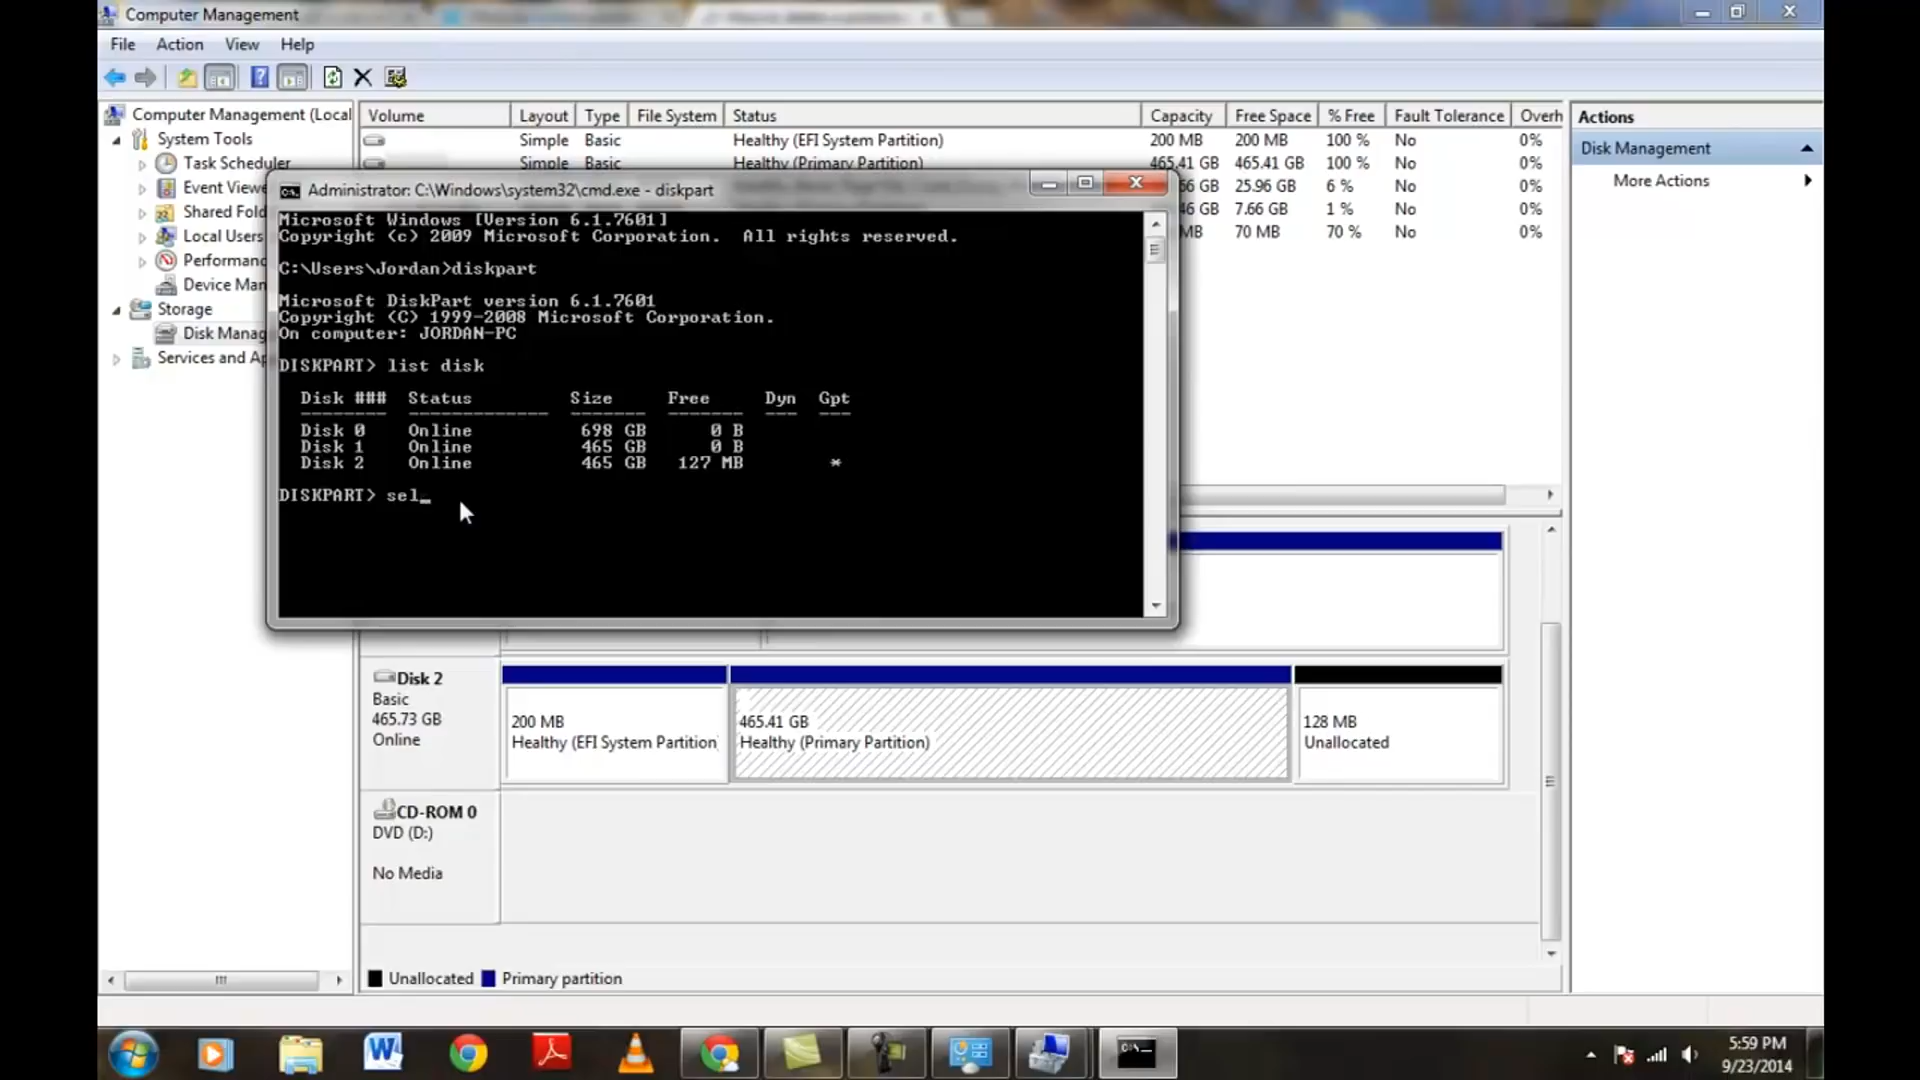 Computer Management
File Action View Help
Volume Layout Type File System Status Capacity Free Space % Free Fault Tolerance Overh
Simple Basic Healthy (EFI System Partition) 200 MB 200 MB 100 % No 0%
Simple Basic Healthy (Primary Partition) 465.41 GB 465.41 GB 100 % No 0%
66 GB 25.96 GB 6 % No 0%
46 GB 7.66 GB 1 % No 0%
MB 70 MB 70 % No 0%
Computer Management (Local
System Tools
Task Scheduler
Event Viewe
Shared Fold
Local Users
Performanc
Device Man
Storage
Disk Manag
Services and Ap
Actions
Disk Management
More Actions
Administrator: C:\Windows\system32\cmd.exe - diskpart
Microsoft Windows [Version 6.1.7601]
Copyright (c) 2009 Microsoft Corporation. All rights reserved.
C:\Users\Jordan>diskpart
Microsoft DiskPart version 6.1.7601
Copyright (C) 1999-2008 Microsoft Corporation.
On computer: JORDAN-PC
DISKPART> list disk
Disk ### Status Size Free Dyn Gpt
-------- ------------- ------- ------- --- ---
Disk 0 Online 698 GB 0 B
Disk 1 Online 465 GB 0 B
Disk 2 Online 465 GB 127 MB *
DISKPART> sel_
Disk 2
Basic
465.73 GB
Online
200 MB
Healthy (EFI System Partition)
465.41 GB
Healthy (Primary Partition)
128 MB
Unallocated
CD-ROM 0
DVD (D:)
No Media
Unallocated Primary partition
5:59 PM
9/23/2014